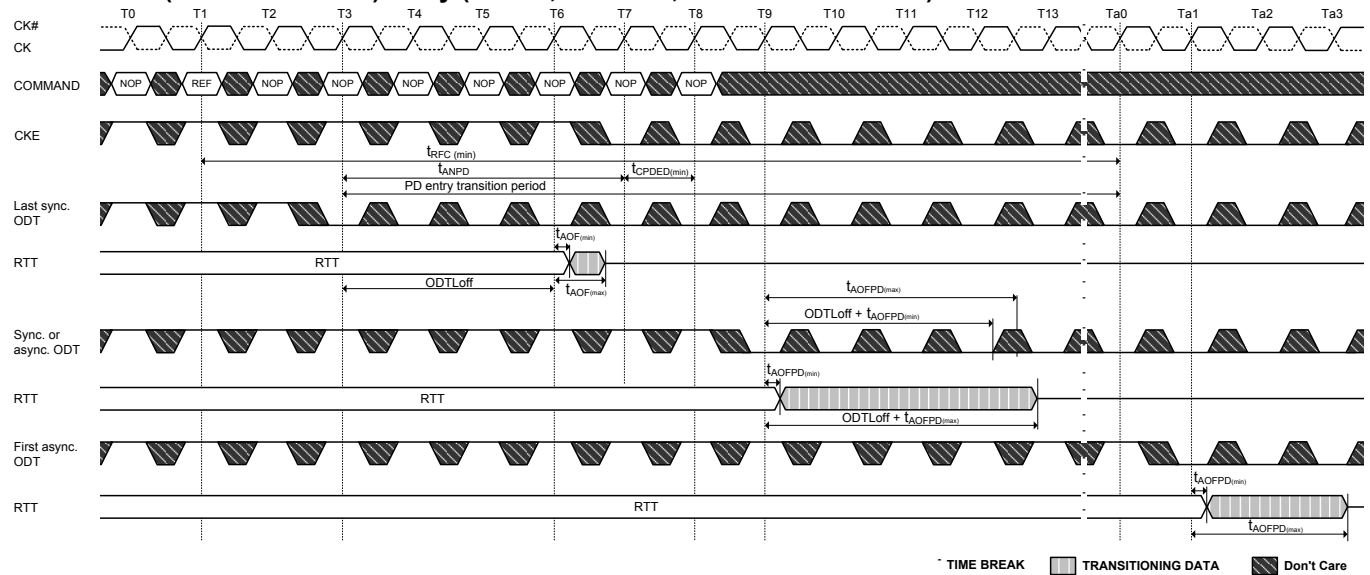 T0 T1 T2 T3 T4 T5 T6 T7 T8 T9 T10 T11 T12 T13 Ta0 Ta1 Ta2 Ta3
CK#
CK
COMMAND NOP REF NOP NOP NOP NOP NOP NOP NOP
CKE
tRFC (min)
tANPD tCPDED(min)
PD entry transition period
Last sync.
ODT
tAOF(min)
RTT RTT
ODTLoff tAOF(max)
tAOFPD(max)
ODTLoff + tAOFPD(min)
Sync. or
async. ODT
tAOFPD(min)
RTT RTT
ODTLoff + tAOFPD(max)
First async.
ODT
tAOFPD(min)
RTT RTT
tAOFPD(max)
TIME BREAK TRANSITIONING DATA Don't Care